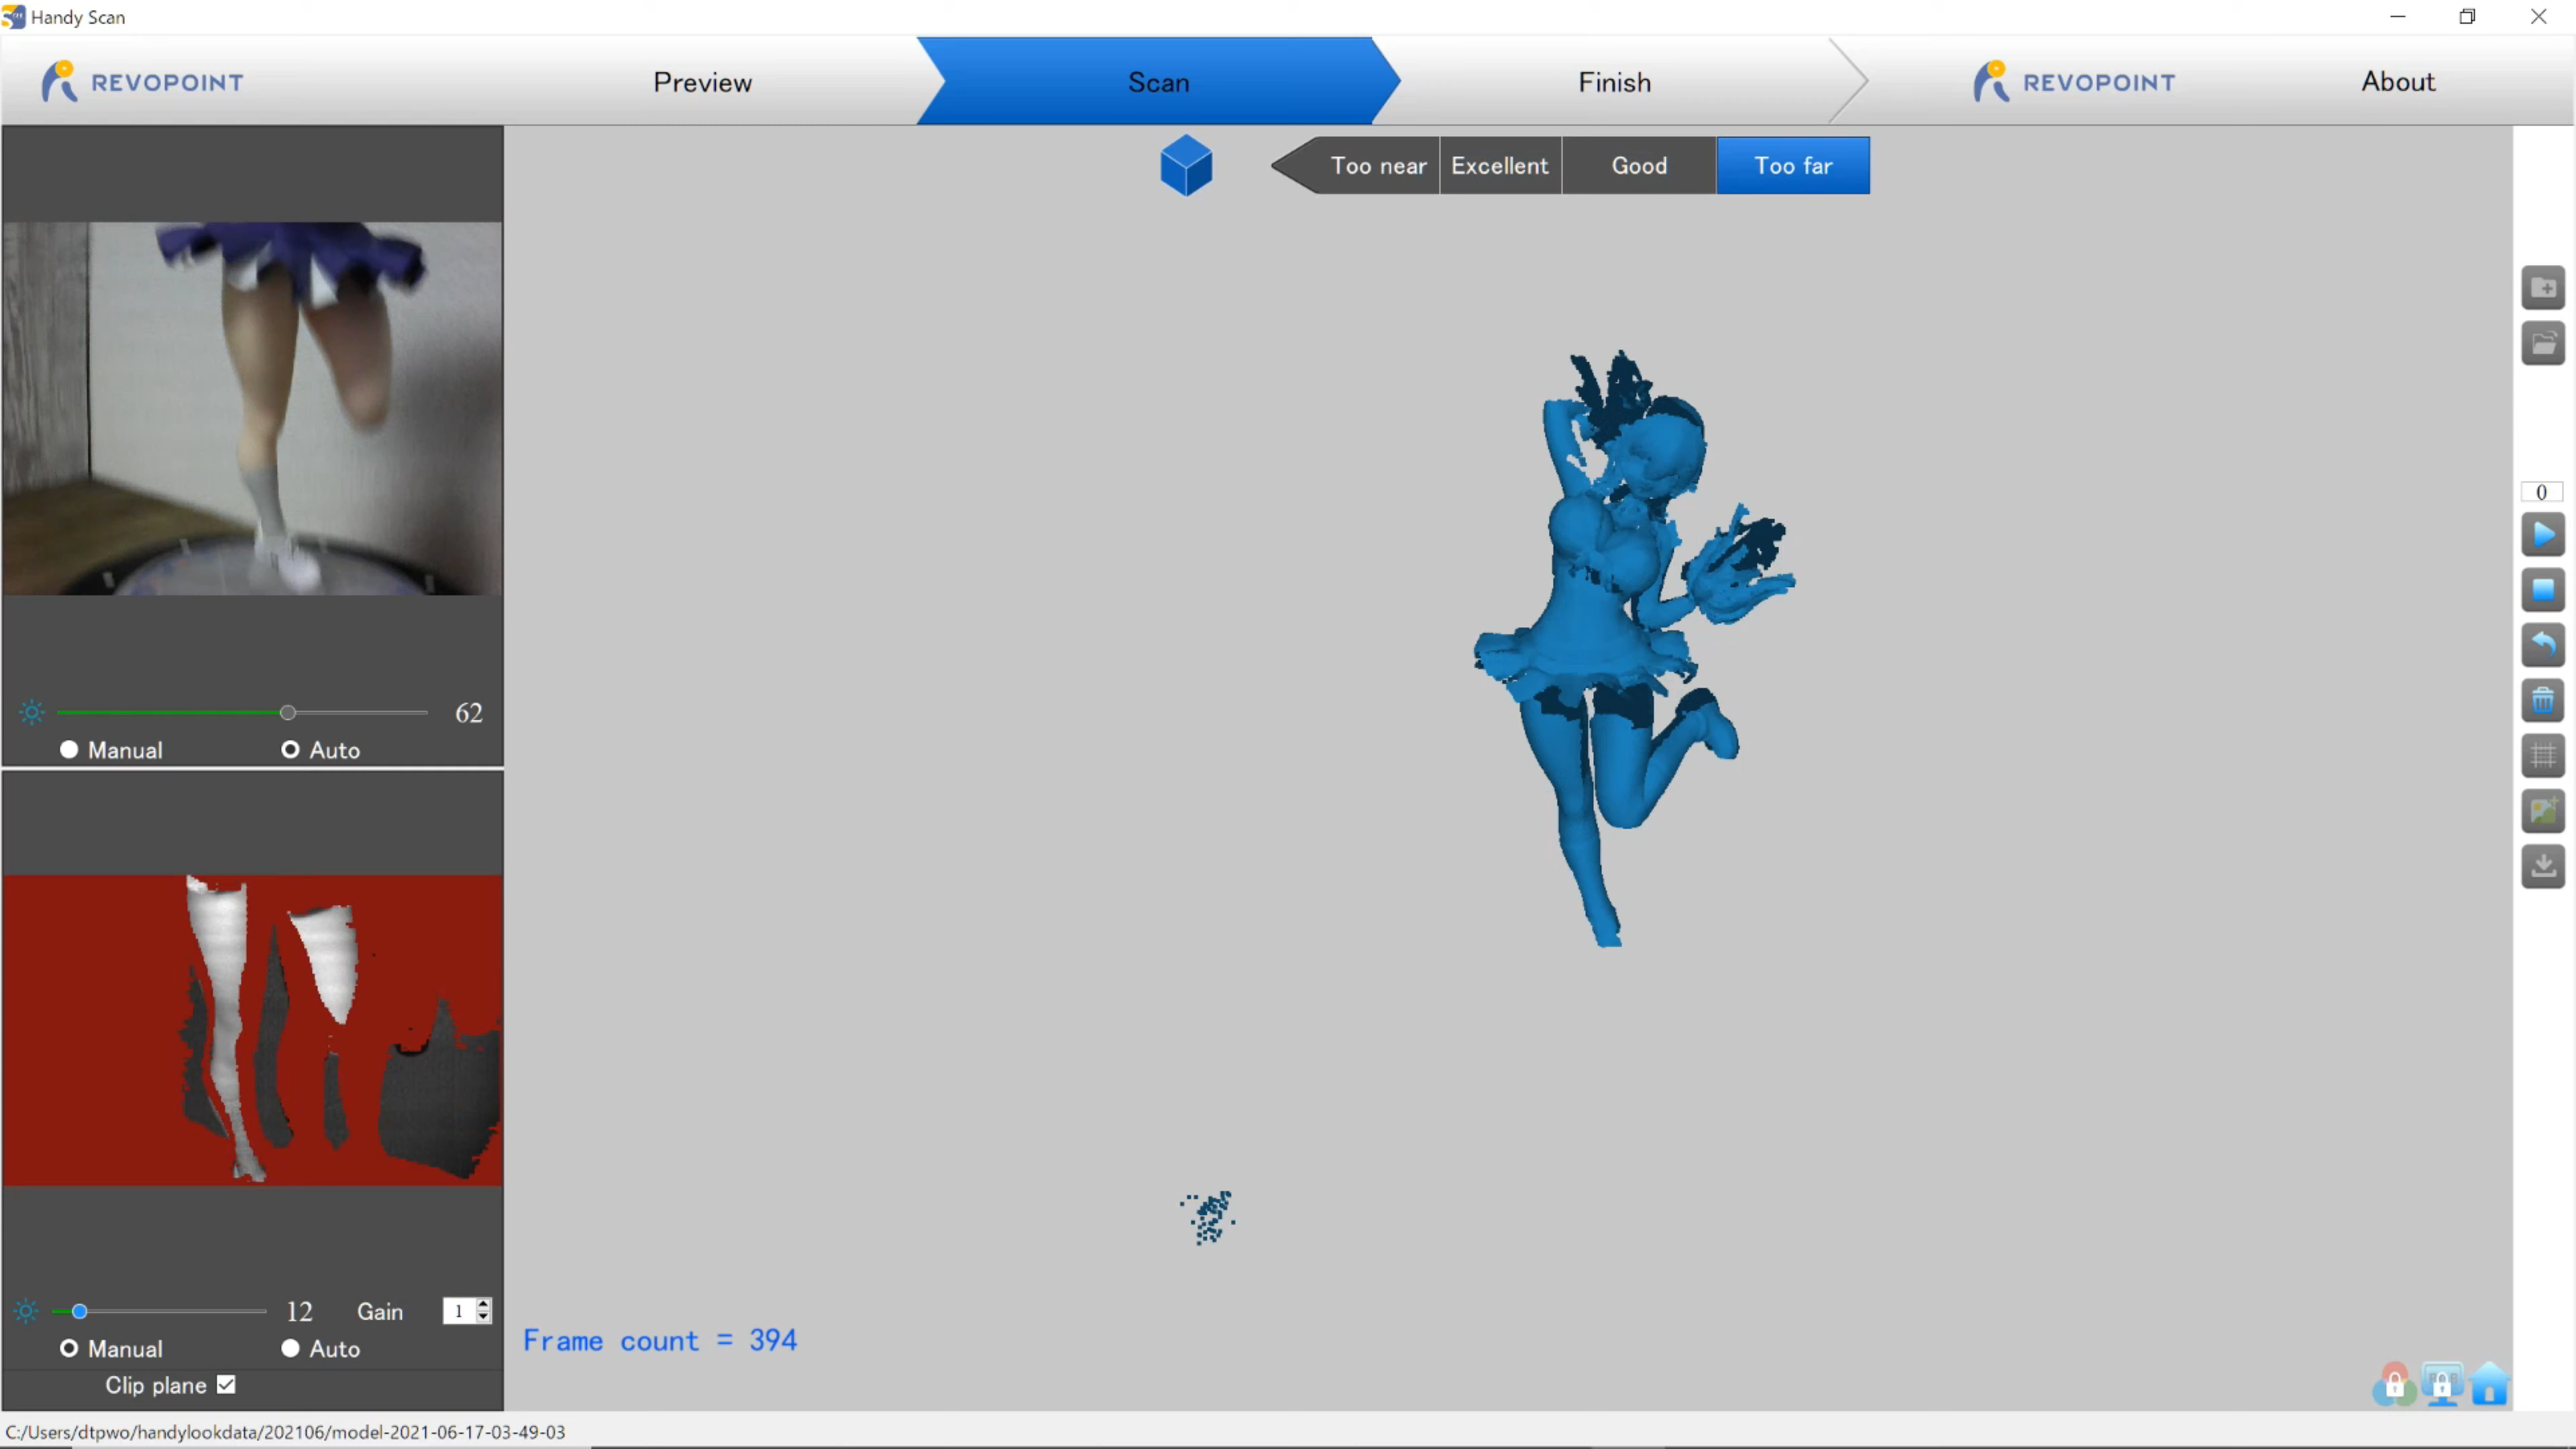 Handy Scan
REVOPOINT
Preview
Scan
Finish
REVOPOINT
About
Too near
Excellent
Good
Too far
0
62
Manual
Auto
12
Gain
1
Manual
Auto
Clip plane
Frame count = 394
C:/Users/dtpwo/handylookdata/202106/model-2021-06-17-03-49-03